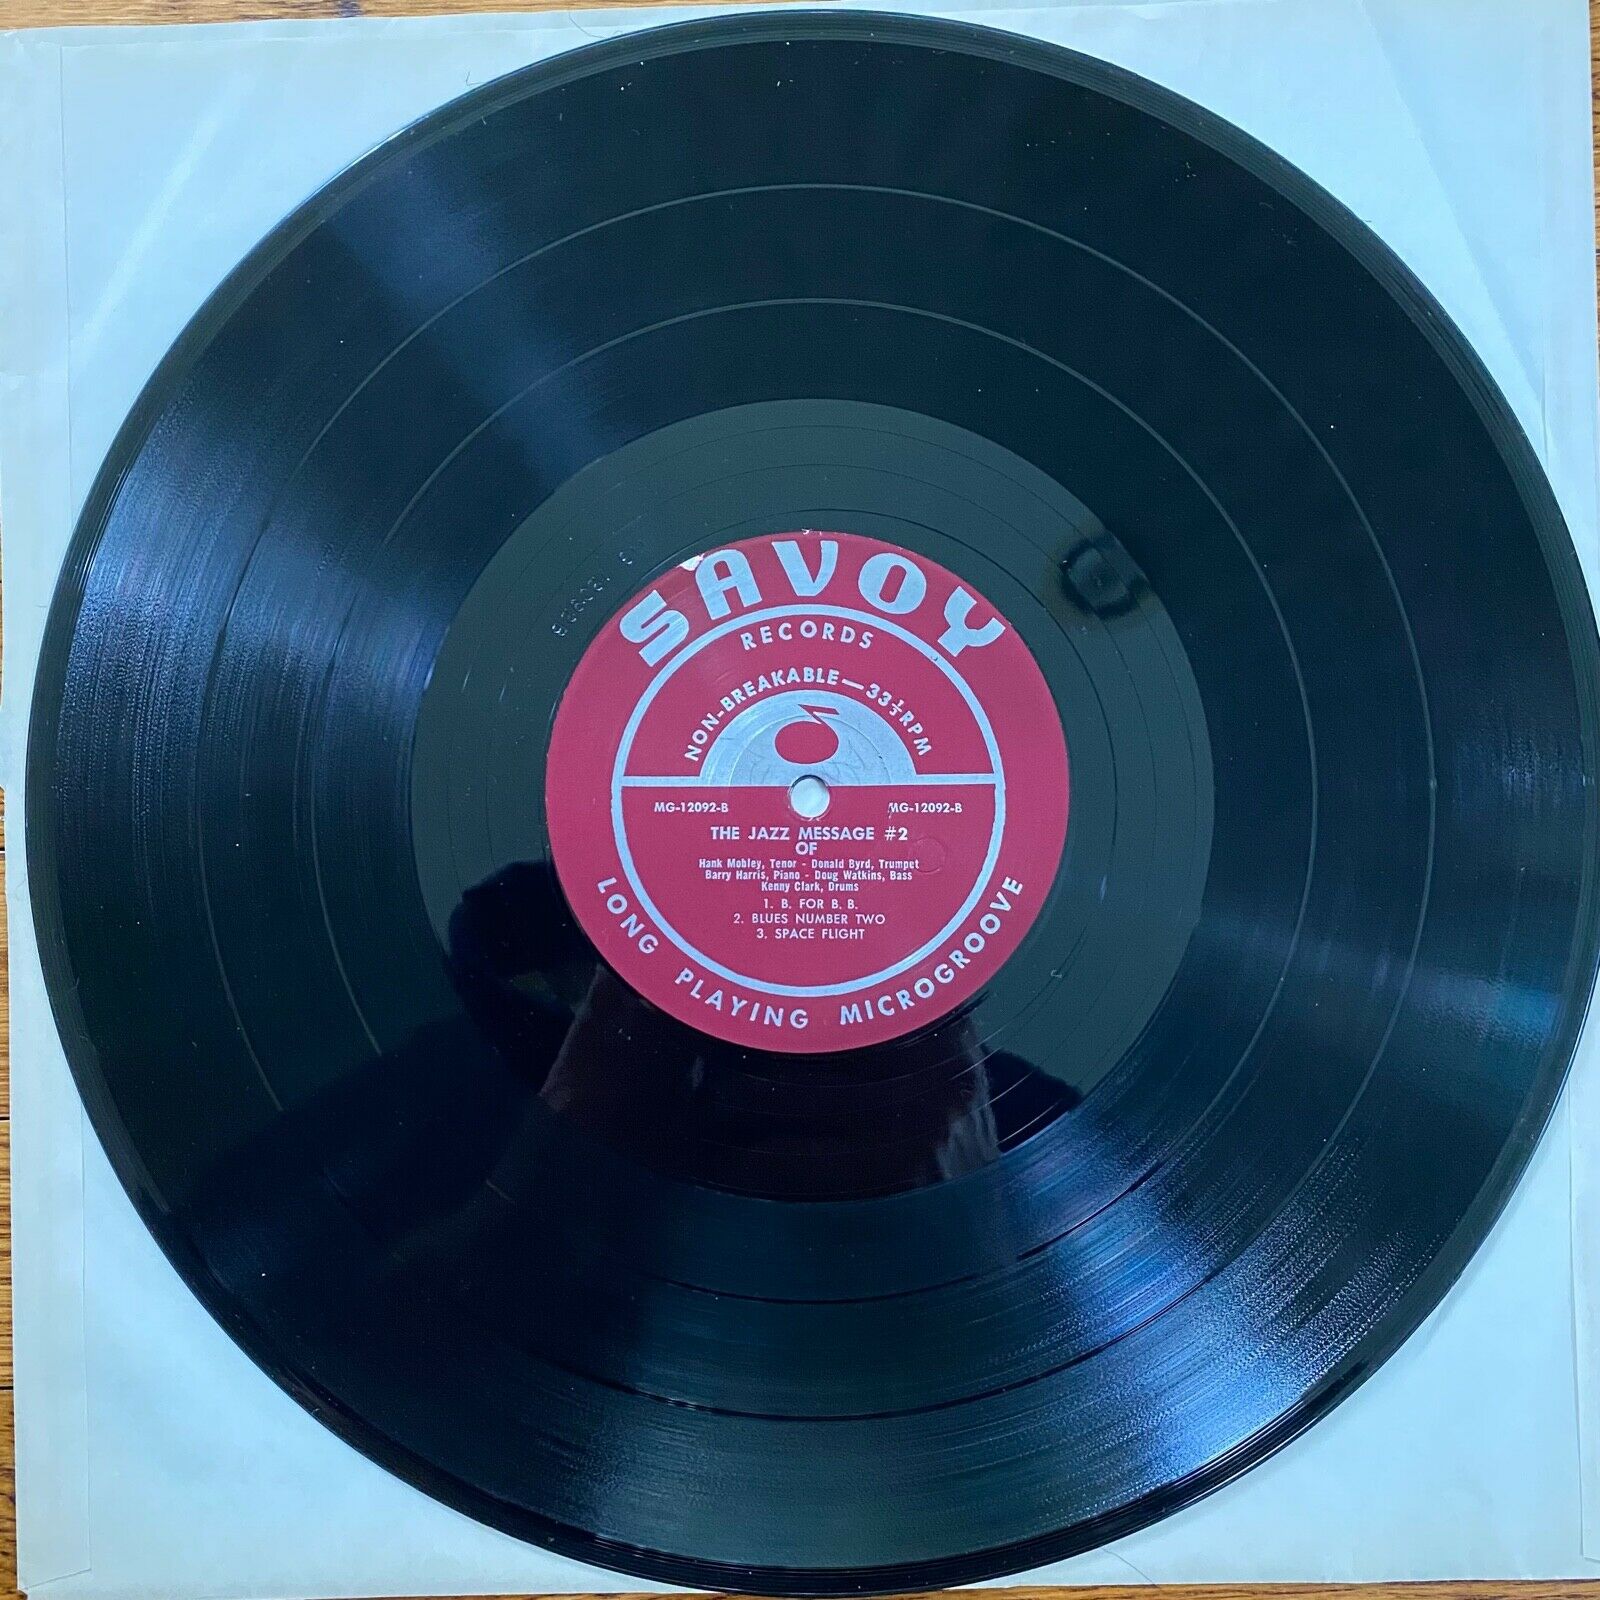 SAVOY
RECORDS
NON-BREAKABLE—33⅓RPM
MG-12092-B MG-12092-B
THE JAZZ MESSAGE #2
OF
Hank Mobley, Tenor - Donald Byrd, Trumpet
Barry Harris, Piano - Doug Watkins, Bass
Kenny Clark, Drums
1. B. FOR B. B.
2. BLUES NUMBER TWO
3. SPACE FLIGHT
LONG PLAYING MICROGROOVE